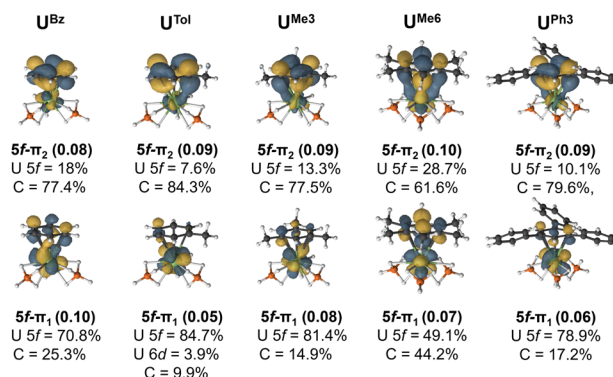 U^Bz U^Tol U^Me3 U^Me6 U^Ph3
5f-π₂ (0.08) 5f-π₂ (0.09) 5f-π₂ (0.09) 5f-π₂ (0.10) 5f-π₂ (0.09)
U 5f = 18% U 5f = 7.6% U 5f = 13.3% U 5f = 28.7% U 5f = 10.1%
C = 77.4% C = 84.3% C = 77.5% C = 61.6% C = 79.6%,
5f-π₁ (0.10) 5f-π₁ (0.05) 5f-π₁ (0.08) 5f-π₁ (0.07) 5f-π₁ (0.06)
U 5f = 70.8% U 5f = 84.7% U 5f = 81.4% U 5f = 49.1% U 5f = 78.9%
C = 25.3% U 6d = 3.9% C = 14.9% C = 44.2% C = 17.2%
C = 9.9%